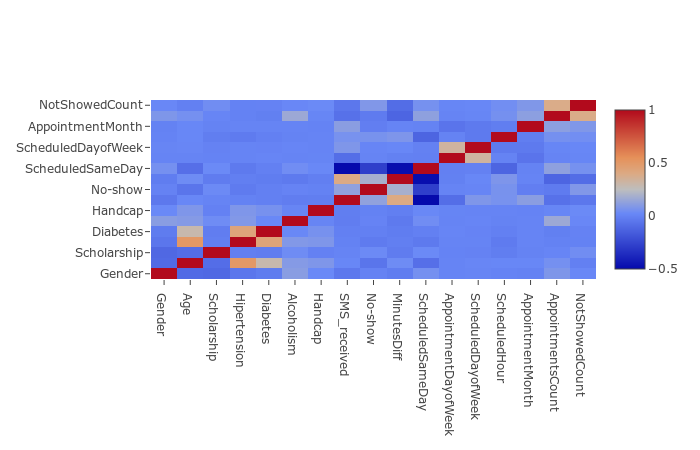 NotShowedCount
AppointmentMonth
ScheduledDayofWeek
ScheduledSameDay
No-show
Handcap
Diabetes
Scholarship
Gender
1
0.5
0
−0.5
Gender
Age
Scholarship
Hipertension
Diabetes
Alcoholism
Handcap
SMS_received
No-show
MinutesDiff
ScheduledSameDay
AppointmentDayofWeek
ScheduledDayofWeek
ScheduledHour
AppointmentMonth
AppointmentsCount
NotShowedCount